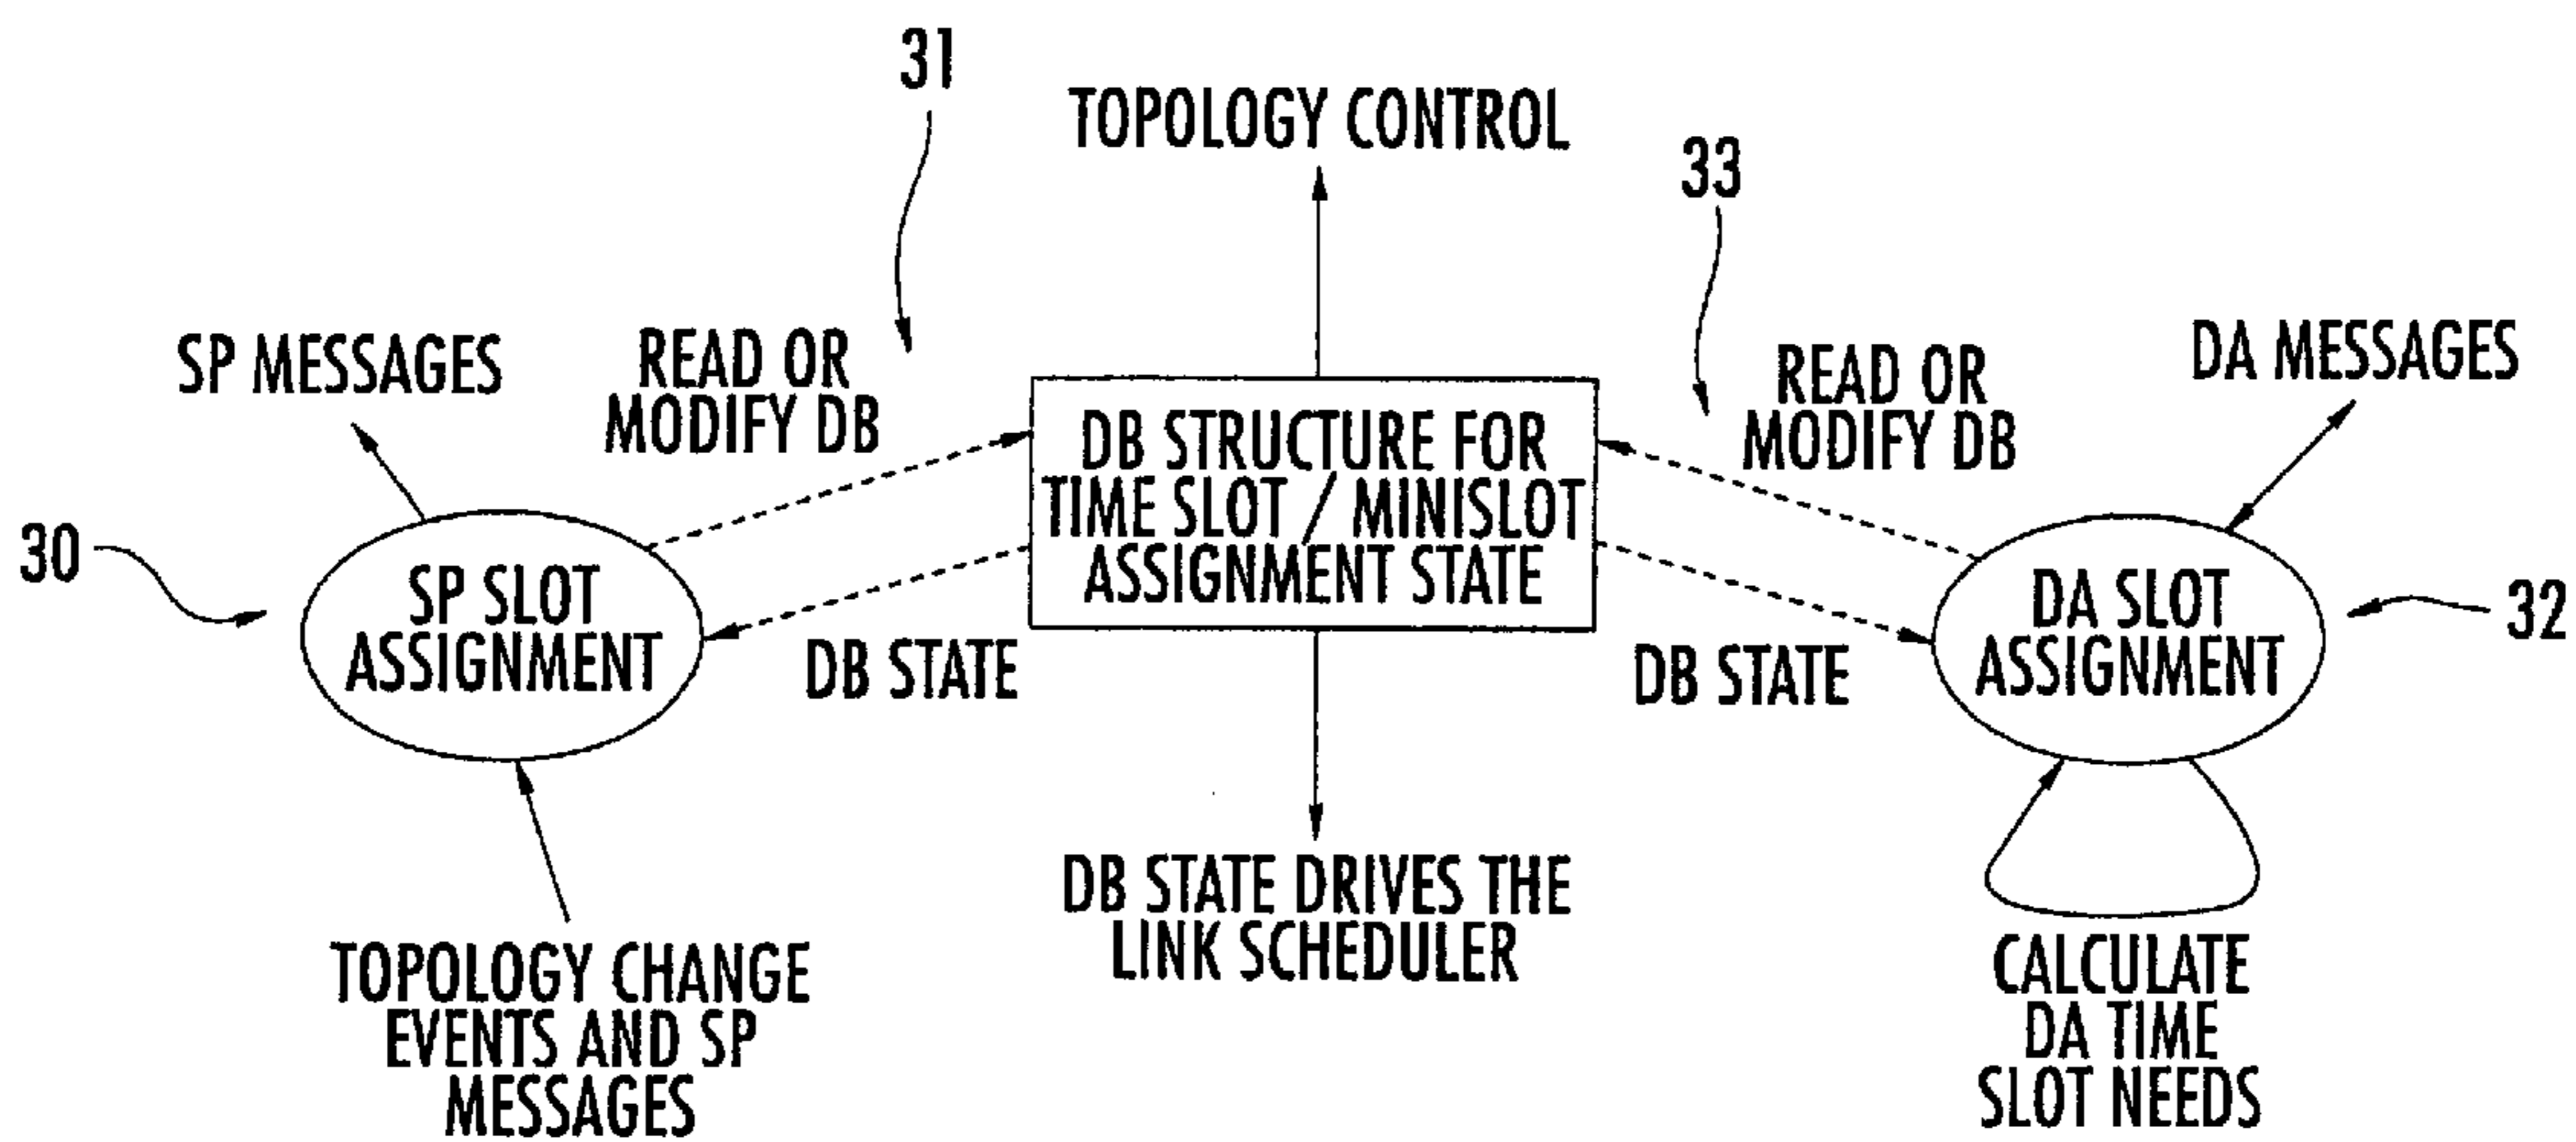 31
TOPOLOGY CONTROL
33
SP MESSAGES
READ OR
MODIFY DB
READ OR
MODIFY DB
DA MESSAGES
DB STRUCTURE FOR
TIME SLOT / MINISLOT
ASSIGNMENT STATE
30
SP SLOT
ASSIGNMENT
DA SLOT
ASSIGNMENT
32
DB STATE
DB STATE
DB STATE DRIVES THE
LINK SCHEDULER
TOPOLOGY CHANGE
EVENTS AND SP
MESSAGES
CALCULATE
DA TIME
SLOT NEEDS